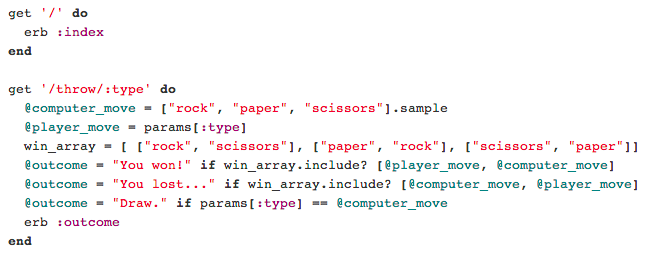 get '/' do
  erb :index
end

get '/throw/:type' do
  @computer_move = ["rock", "paper", "scissors"].sample
  @player_move = params[:type]
  win_array = [ ["rock", "scissors"], ["paper", "rock"], ["scissors", "paper"]]
  @outcome = "You won!" if win_array.include? [@player_move, @computer_move]
  @outcome = "You lost..." if win_array.include? [@computer_move, @player_move]
  @outcome = "Draw." if params[:type] == @computer_move
  erb :outcome
end